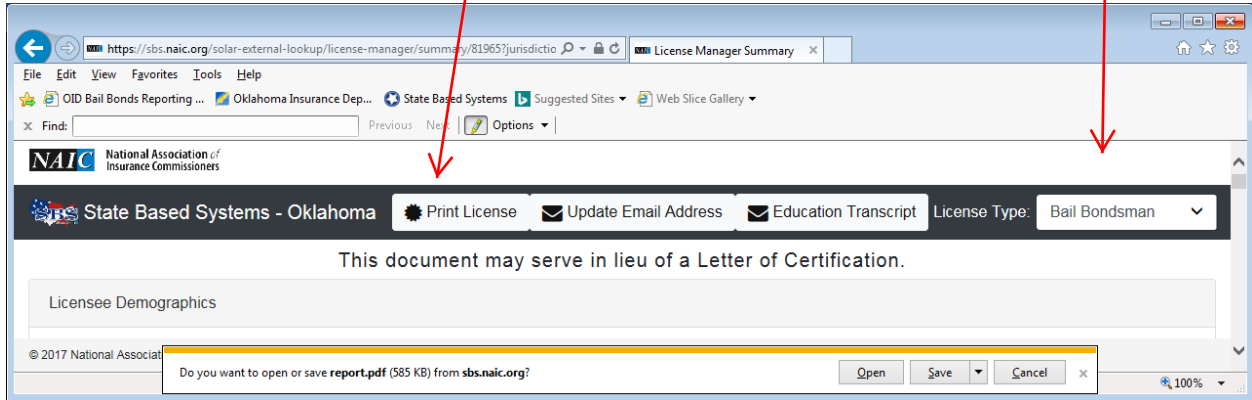 https://sbs.naic.org/solar-external-lookup/license-manager/summary/81965?jurisdictio
NAIC License Manager Summary
File Edit View Favorites Tools Help
OID Bail Bonds Reporting ... Oklahoma Insurance Dep... State Based Systems Suggested Sites Web Slice Gallery
x Find: Previous Next Options
NAIC National Association of
Insurance Commissioners
SBS State Based Systems - Oklahoma Print License Update Email Address Education Transcript License Type: Bail Bondsman
This document may serve in lieu of a Letter of Certification.
Licensee Demographics
© 2017 National Associat
Do you want to open or save report.pdf (585 KB) from sbs.naic.org? Open Save Cancel x
100%